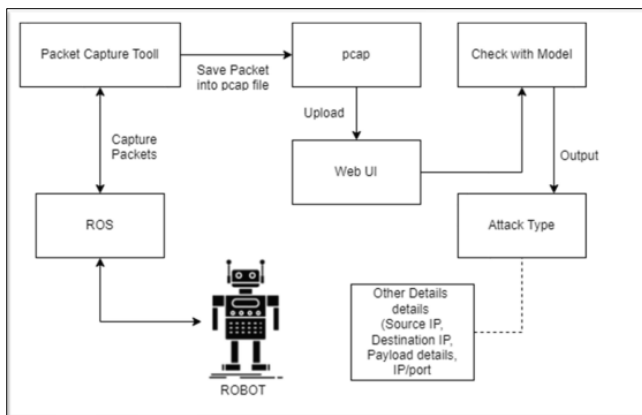 Packet Capture Tooll
pcap
Check with Model
Save Packet
into pcap file
Upload
Capture
Packets
Web UI
Output
ROS
Attack Type
Other Details
details
(Source IP,
Destination IP,
Payload details,
IP/port
ROBOT